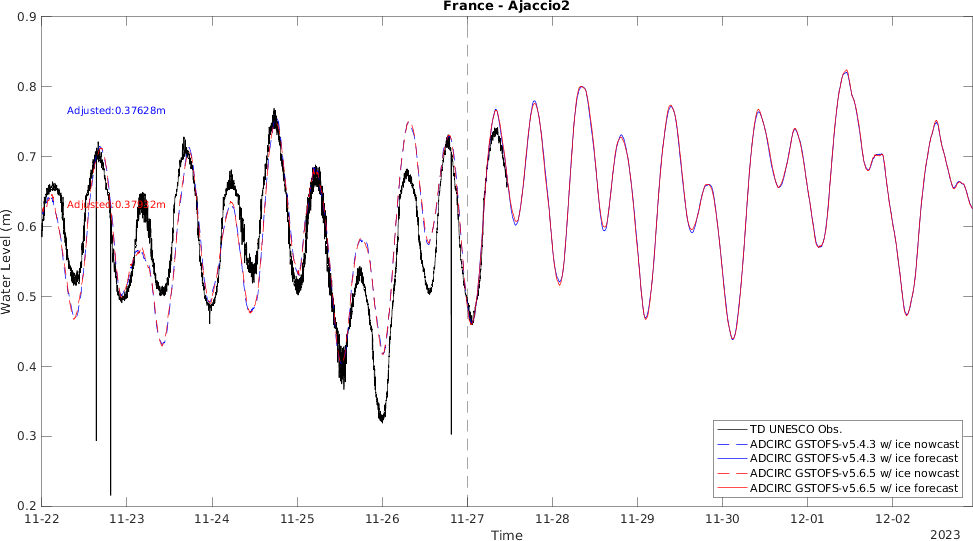 France - Ajaccio2
0.9
0.8
0.7
0.6
0.5
0.4
0.3
0.2
Water Level (m)
Adjusted:0.37628m
TD UNESCO Obs.
ADCIRC GSTOFS-v5.4.3 w/ ice nowcast
ADCIRC GSTOFS-v5.4.3 w/ ice forecast
ADCIRC GSTOFS-v5.6.5 w/ ice nowcast
ADCIRC GSTOFS-v5.6.5 w/ ice forecast
11-22 11-23 11-24 11-25 11-26 11-27 11-28 11-29 11-30 12-01 12-02
Time
2023